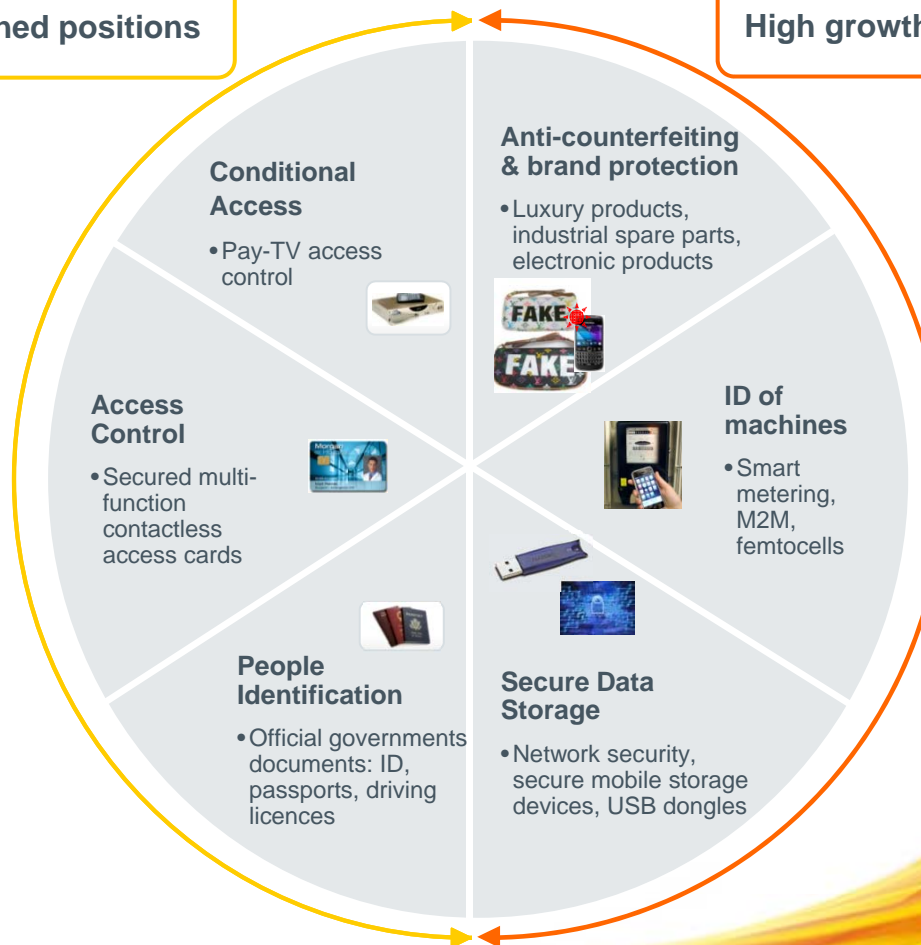 ned positions
High growth
Conditional
Access
•Pay-TV access
control
Anti-counterfeiting
& brand protection
•Luxury products,
industrial spare parts,
electronic products
FAKE
FAKE
Access
Control
•Secured multi-
function
contactless
access cards
ID of
machines
•Smart
metering,
M2M,
femtocells
People
Identification
•Official governments
documents: ID,
passports, driving
licences
Secure Data
Storage
•Network security,
secure mobile storage
devices, USB dongles